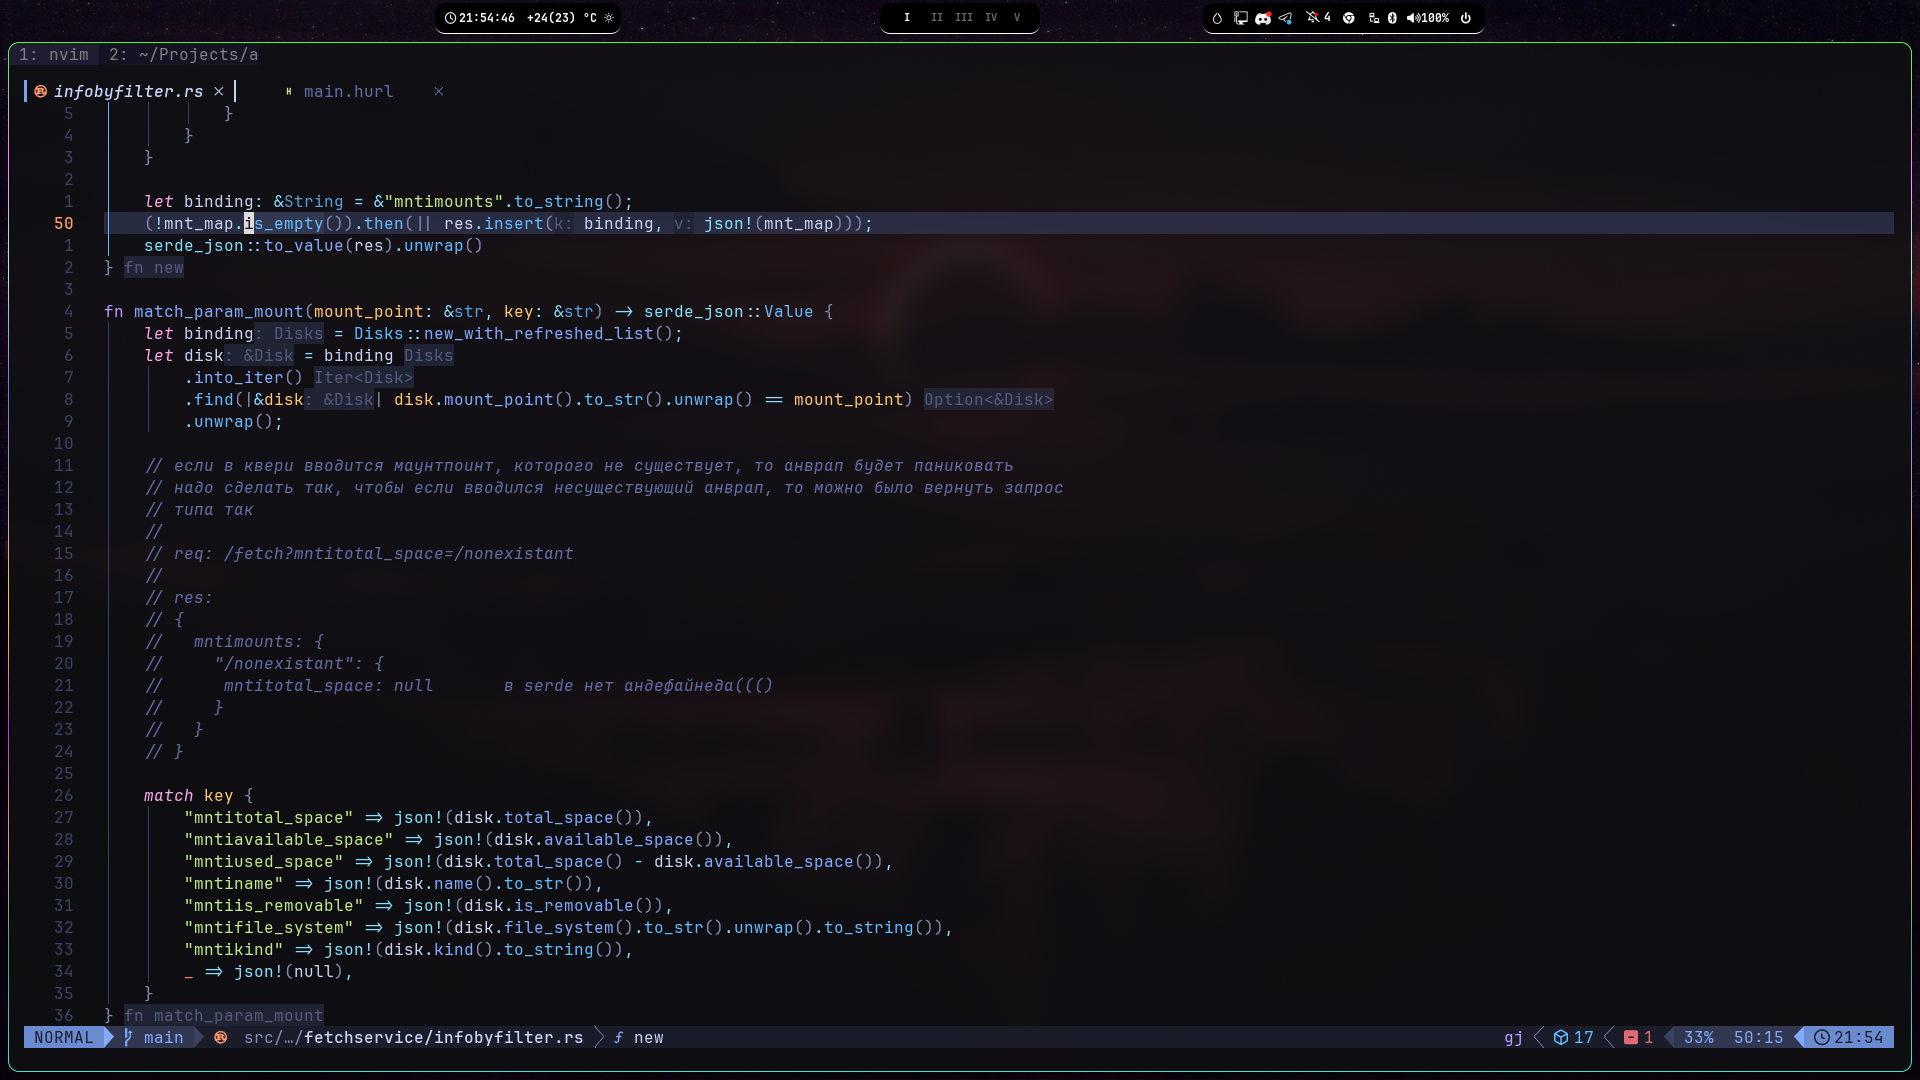 21:54:46 +24(23) °C
I II III IV V
4 100%
1: nvim 2: ~/Projects/a
infobyfilter.rs × main.hurl ×
5 }
4 }
3 }
2
1 let binding: &String = &"mntimounts".to_string();
50 (!mnt_map.is_empty()).then(|| res.insert(k: binding, v: json!(mnt_map)));
1 serde_json::to_value(res).unwrap()
2 } fn new
3
4 fn match_param_mount(mount_point: &str, key: &str) -> serde_json::Value {
5 let binding: Disks = Disks::new_with_refreshed_list();
6 let disk: &Disk = binding Disks
7 .into_iter() Iter<Disk>
8 .find(|&disk: &Disk| disk.mount_point().to_str().unwrap() == mount_point) Option<&Disk>
9 .unwrap();
10
11 // если в квери вводится маунтпоинт, которого не существует, то анврап будет паниковать
12 // надо сделать так, чтобы если вводился несуществующий анврап, то можно было вернуть запрос
13 // типа так
14 //
15 // req: /fetch?mntitotal_space=/nonexistant
16 //
17 // res:
18 // {
19 // mntimounts: {
20 // "/nonexistant": {
21 // mntitotal_space: null в serde нет андефайнеда((()
22 // }
23 // }
24 // }
25
26 match key {
27 "mntitotal_space" => json!(disk.total_space()),
28 "mntiavailable_space" => json!(disk.available_space()),
29 "mntiused_space" => json!(disk.total_space() - disk.available_space()),
30 "mntiname" => json!(disk.name().to_str()),
31 "mntiis_removable" => json!(disk.is_removable()),
32 "mntifile_system" => json!(disk.file_system().to_str().unwrap().to_string()),
33 "mntikind" => json!(disk.kind().to_string()),
34 _ => json!(null),
35 }
36 } fn match_param_mount
NORMAL main src/…/fetchservice/infobyfilter.rs f new gj 17 1 33% 50:15 21:54